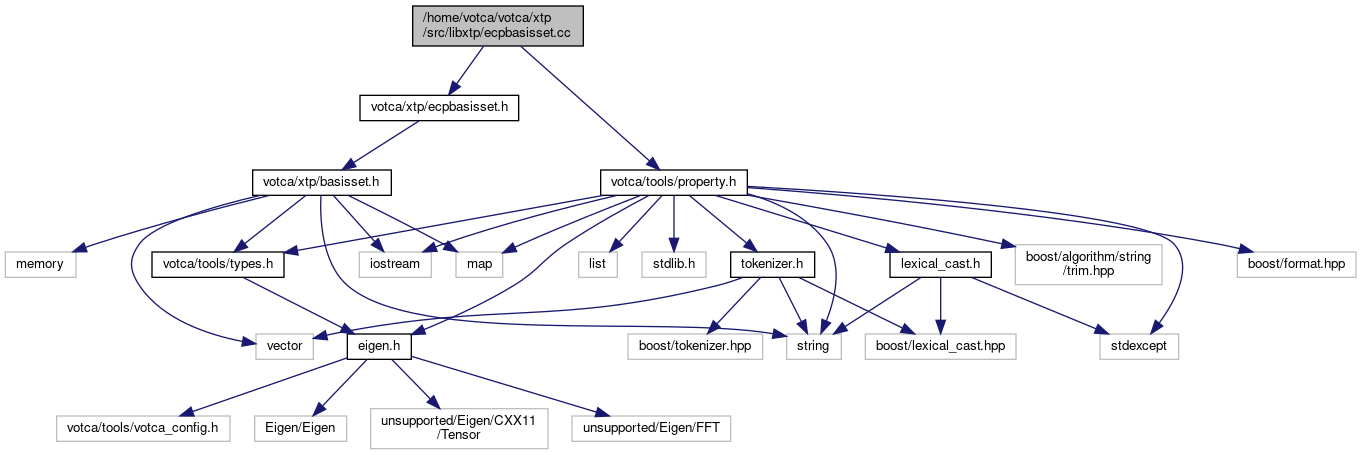 /home/votca/votca/xtp
/src/libxtp/ecpbasisset.cc
votca/xtp/ecpbasisset.h
votca/xtp/basisset.h
votca/tools/property.h
memory
votca/tools/types.h
iostream
map
list
stdlib.h
tokenizer.h
lexical_cast.h
boost/algorithm/string
/trim.hpp
boost/format.hpp
vector
eigen.h
boost/tokenizer.hpp
string
boost/lexical_cast.hpp
stdexcept
votca/tools/votca_config.h
Eigen/Eigen
unsupported/Eigen/CXX11
/Tensor
unsupported/Eigen/FFT